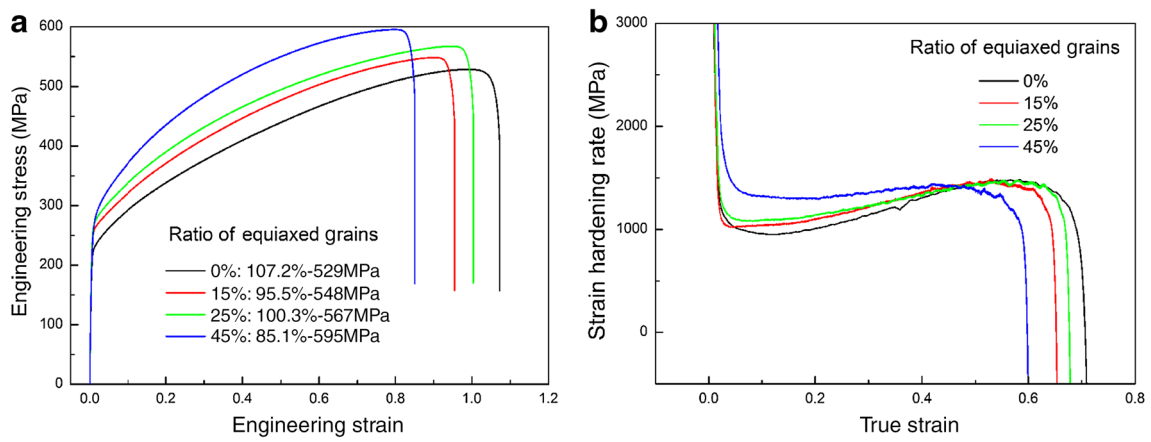 a
600
500
400
300
200
100
0
Engineering stress (MPa)
Ratio of equiaxed grains
0%: 107.2%-529MPa
15%: 95.5%-548MPa
25%: 100.3%-567MPa
45%: 85.1%-595MPa
0.0 0.2 0.4 0.6 0.8 1.0 1.2
Engineering strain
b
3000
2000
1000
0
Strain hardening rate (MPa)
Ratio of equiaxed grains
0%
15%
25%
45%
0.0 0.2 0.4 0.6 0.8
True strain